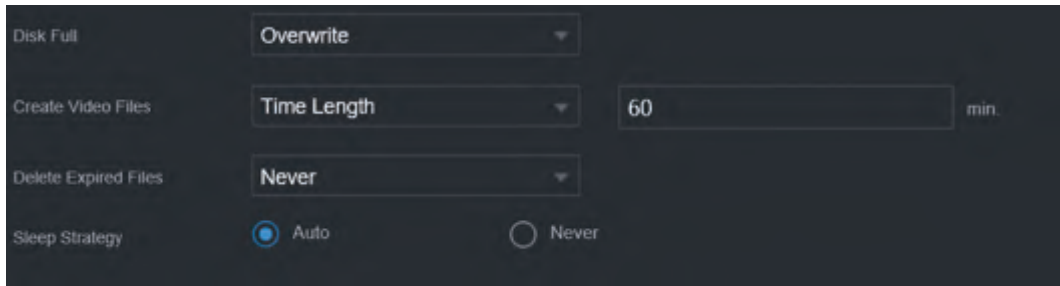 Disk Full Overwrite
Create Video Files Time Length 60 min.
Delete Expired Files Never
Sleep Strategy Auto Never